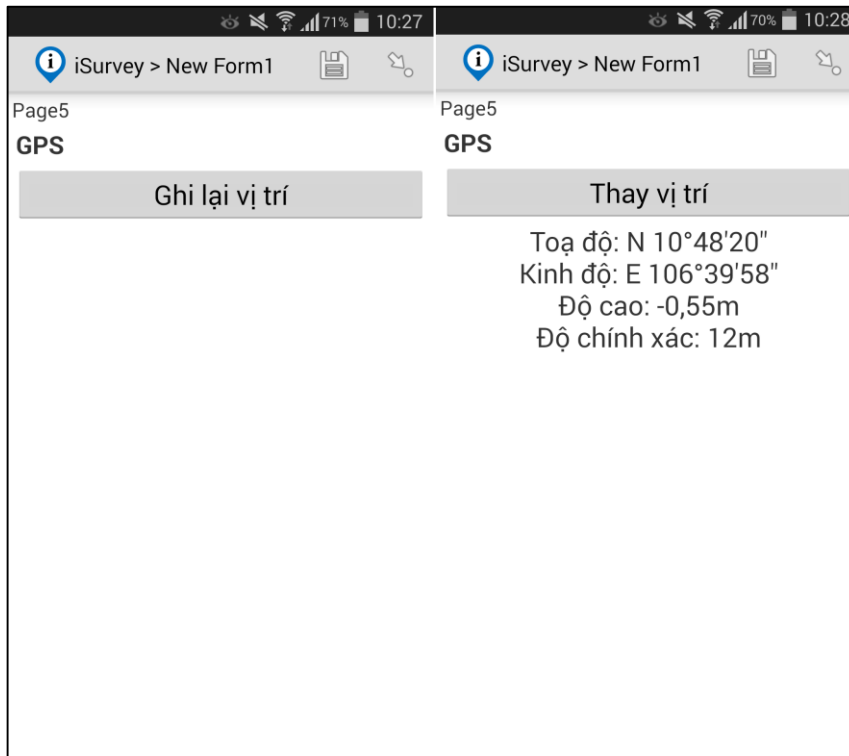 71% 10:27
iSurvey > New Form1
Page5
GPS
Ghi lại vị trí
70% 10:28
iSurvey > New Form1
Page5
GPS
Thay vị trí
Toạ độ: N 10°48'20"
Kinh độ: E 106°39'58"
Độ cao: -0,55m
Độ chính xác: 12m